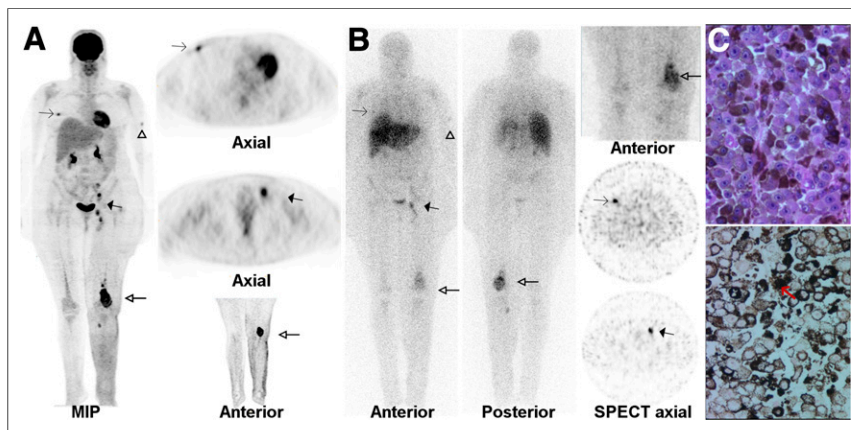 A
B
C
Axial
Anterior
Axial
MIP
Anterior
Anterior
Posterior
SPECT axial